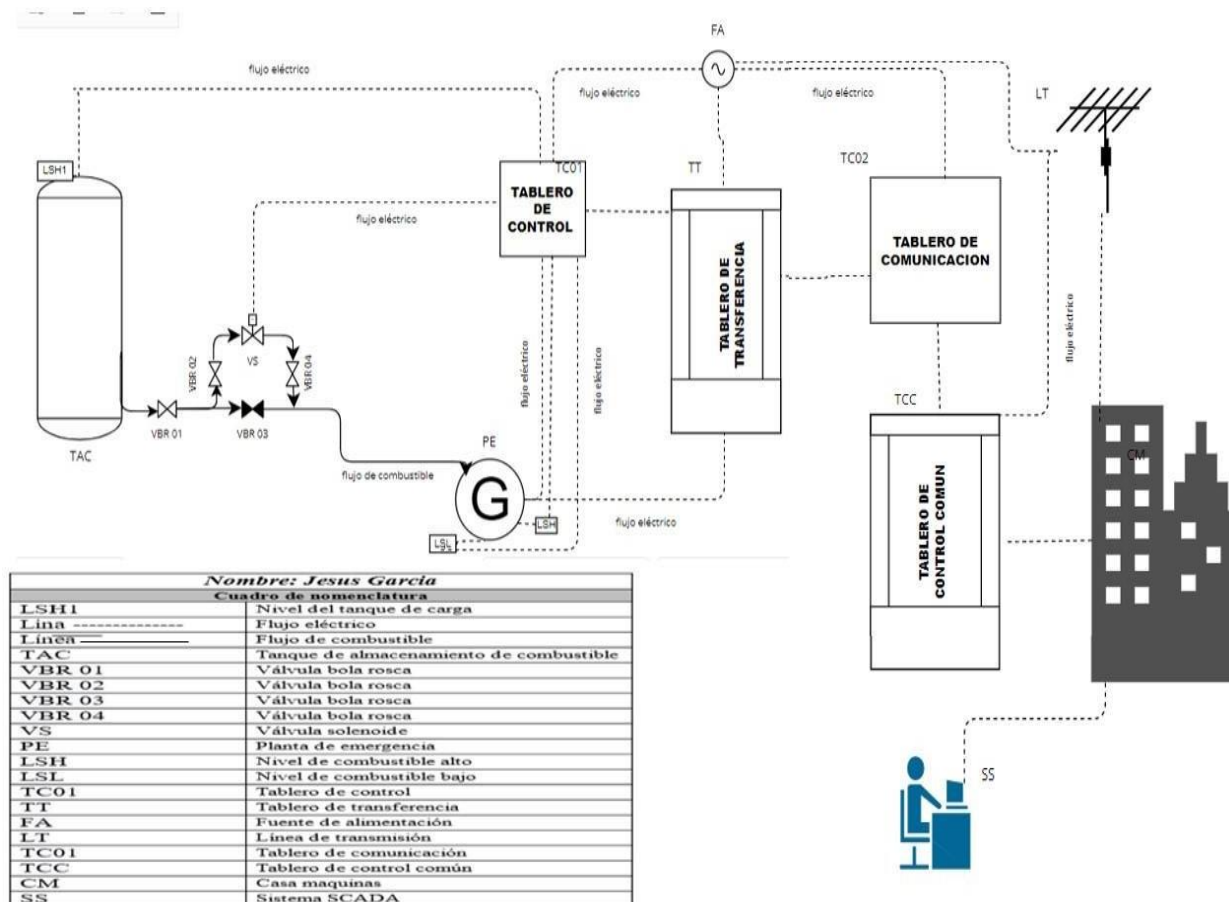 FA
flujo eléctrico
flujo eléctrico
flujo eléctrico
LT
LSH1
TC01
TABLERO
DE
CONTROL
TT
TC02
flujo eléctrico
TABLERO DE
TRANSFERENCIA
TABLERO DE
COMUNICACION
flujo eléctrico
VBR 02
VS
VBR 04
flujo eléctrico
flujo eléctrico
VBR 01
VBR 03
TAC
PE
TCC
flujo de combustible
G
CM
TABLERO DE
CONTROL COMUN
LSH
flujo eléctrico
LSL
Nombre: Jesus Garcia
Cuadro de nomenclatura
LSH1 Nivel del tanque de carga
Lina -------------- Flujo eléctrico
Línea Flujo de combustible
TAC Tanque de almacenamiento de combustible
VBR 01 Válvula bola rosca
VBR 02 Válvula bola rosca
VBR 03 Válvula bola rosca
VBR 04 Válvula bola rosca
VS Válvula solenoide
PE Planta de emergencia
LSH Nivel de combustible alto
LSL Nivel de combustible bajo
TC01 Tablero de control
TT Tablero de transferencia
FA Fuente de alimentación
LT Línea de transmisión
TC01 Tablero de comunicación
TCC Tablero de control común
CM Casa maquinas
SS Sistema SCADA
SS